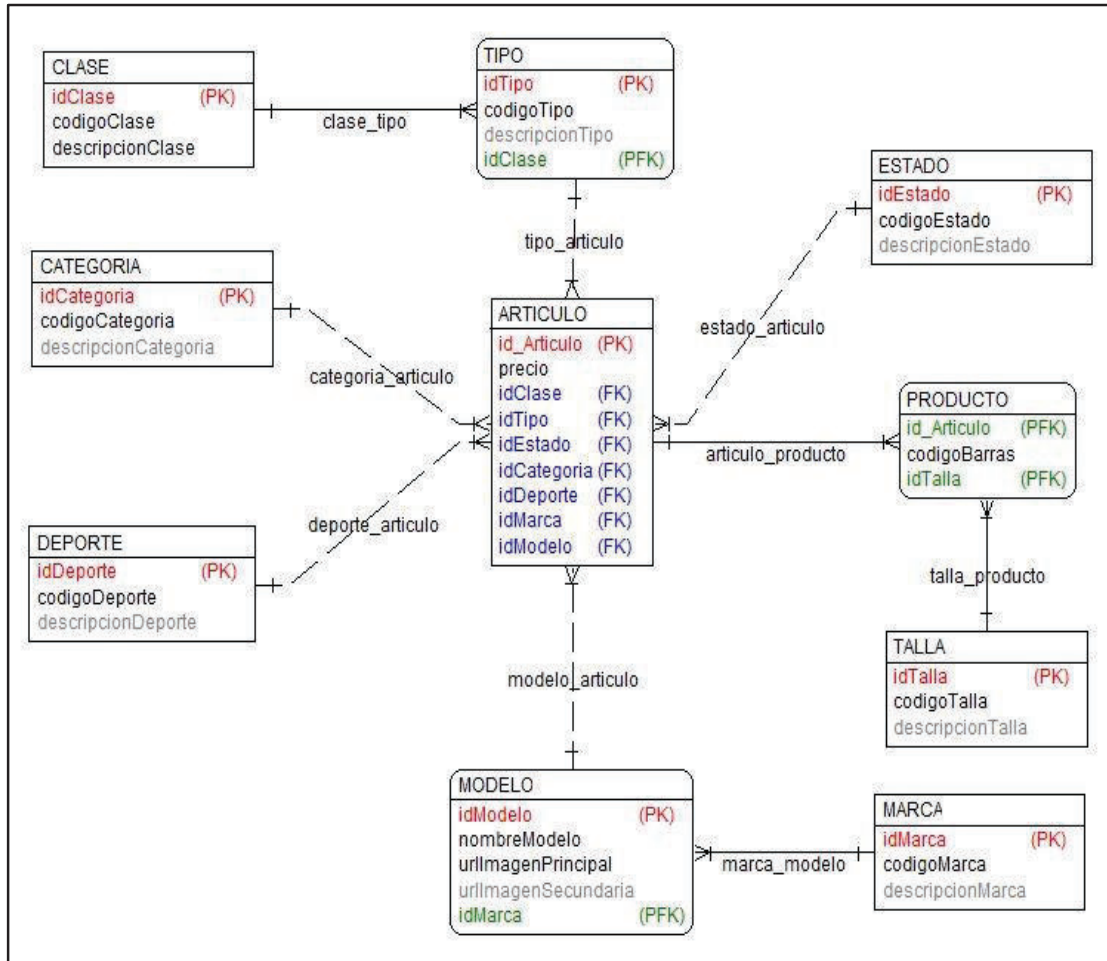 CLASE
idClase (PK)
codigoClase
descripcionClase
clase_tipo
TIPO
idTipo (PK)
codigoTipo
descripcionTipo
idClase (PFK)
tipo_articulo
ESTADO
idEstado (PK)
codigoEstado
descripcionEstado
estado_articulo
CATEGORIA
idCategoria (PK)
codigoCategoria
descripcionCategoria
categoria_articulo
ARTICULO
id_Articulo (PK)
precio
idClase (FK)
idTipo (FK)
idEstado (FK)
idCategoria (FK)
idDeporte (FK)
idMarca (FK)
idModelo (FK)
articulo_producto
PRODUCTO
id_Articulo (PFK)
codigoBarras
idTalla (PFK)
deporte_articulo
DEPORTE
idDeporte (PK)
codigoDeporte
descripcionDeporte
talla_producto
TALLA
idTalla (PK)
codigoTalla
descripcionTalla
modelo_articulo
MODELO
idModelo (PK)
nombreModelo
urlImagenPrincipal
urlImagenSecundaria
idMarca (PFK)
marca_modelo
MARCA
idMarca (PK)
codigoMarca
descripcionMarca